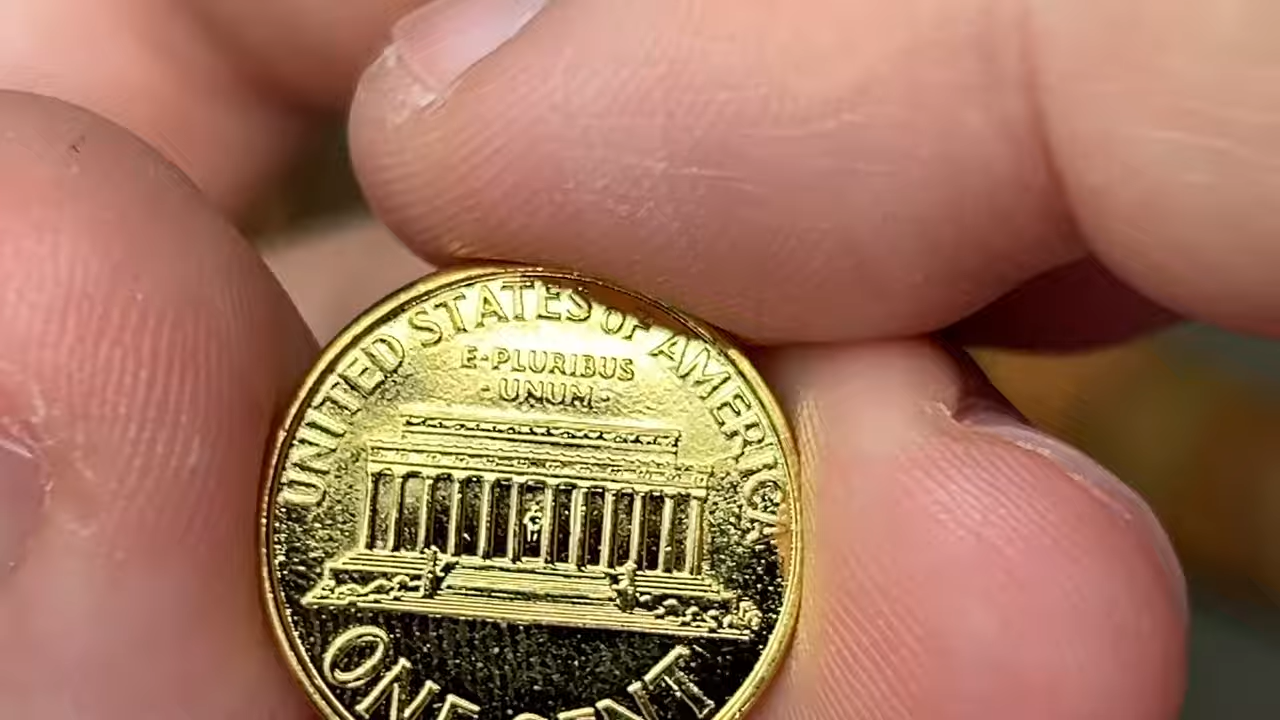 UNITED STATES OF AMERICA
E·PLURIBUS
·UNUM·
ONE CENT